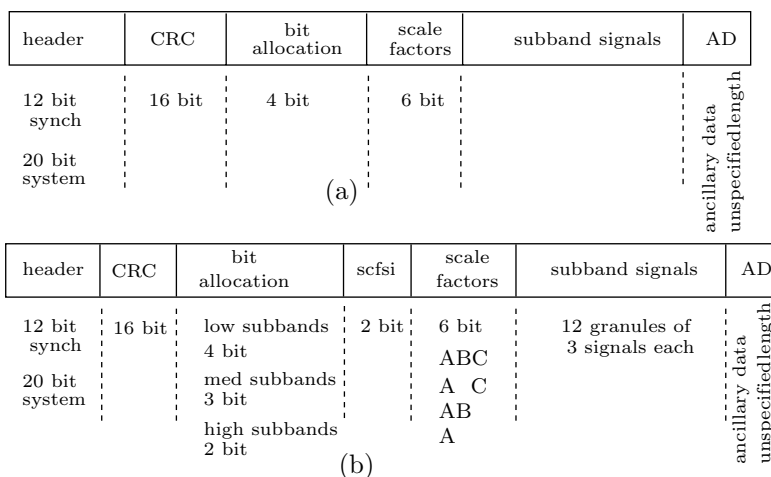 header CRC bit allocation scale factors subband signals AD
12 bit synch 16 bit 4 bit 6 bit
20 bit system
ancillary data
unspecifiedlength
(a)
header CRC bit allocation scfsi scale factors subband signals AD
12 bit synch 16 bit low subbands 4 bit 2 bit 6 bit 12 granules of 3 signals each
ABC
20 bit system med subbands 3 bit A C
AB
high subbands 2 bit A
ancillary data
unspecifiedlength
(b)